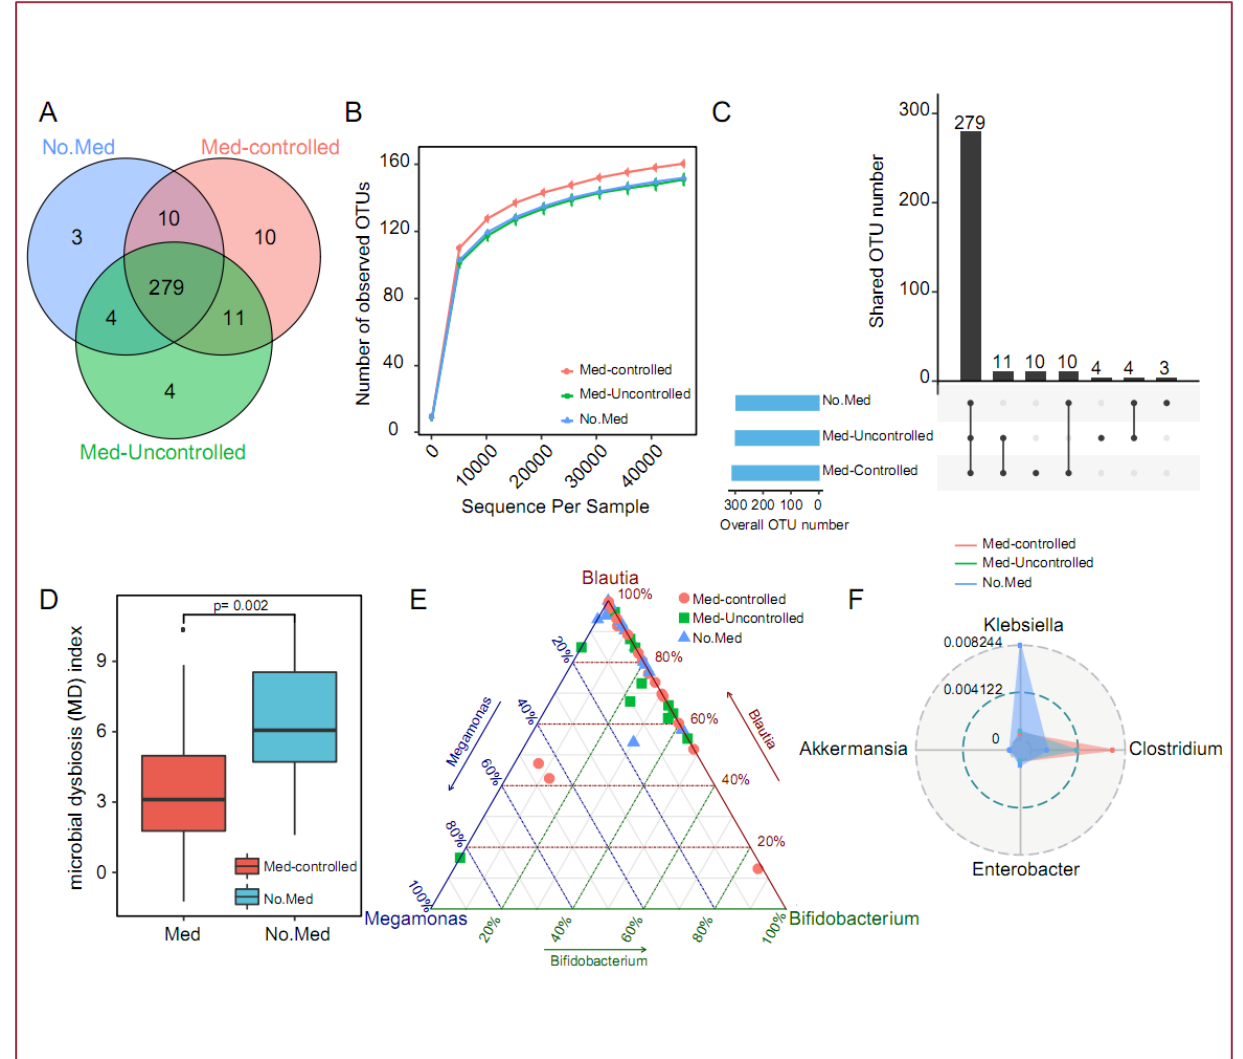 A
No.Med
Med-controlled
3
10
10
279
4
11
4
Med-Uncontrolled
B
Number of observed OTUs
160
120
80
40
0
0
10000
20000
30000
40000
Sequence Per Sample
Med-controlled
Med-Uncontrolled
No.Med
C
Shared OTU number
300
200
100
0
279
11
10
10
4
4
3
No.Med
Med-Uncontrolled
Med-Controlled
300 200 100 0
Overall OTU number
D
microbial dysbiosis (MD) index
9
6
3
0
p= 0.002
Med-controlled
No.Med
Med
No.Med
E
Blautia
100%
80%
60%
40%
20%
Blautia
Med-controlled
Med-Uncontrolled
No.Med
20%
40%
60%
80%
100%
Megamonas
Megamonas
Bifidobacterium
20%
40%
60%
80%
100%
Bifidobacterium
Med-controlled
Med-Uncontrolled
No.Med
F
Klebsiella
0.008244
0.004122
0
Akkermansia
Clostridium
Enterobacter